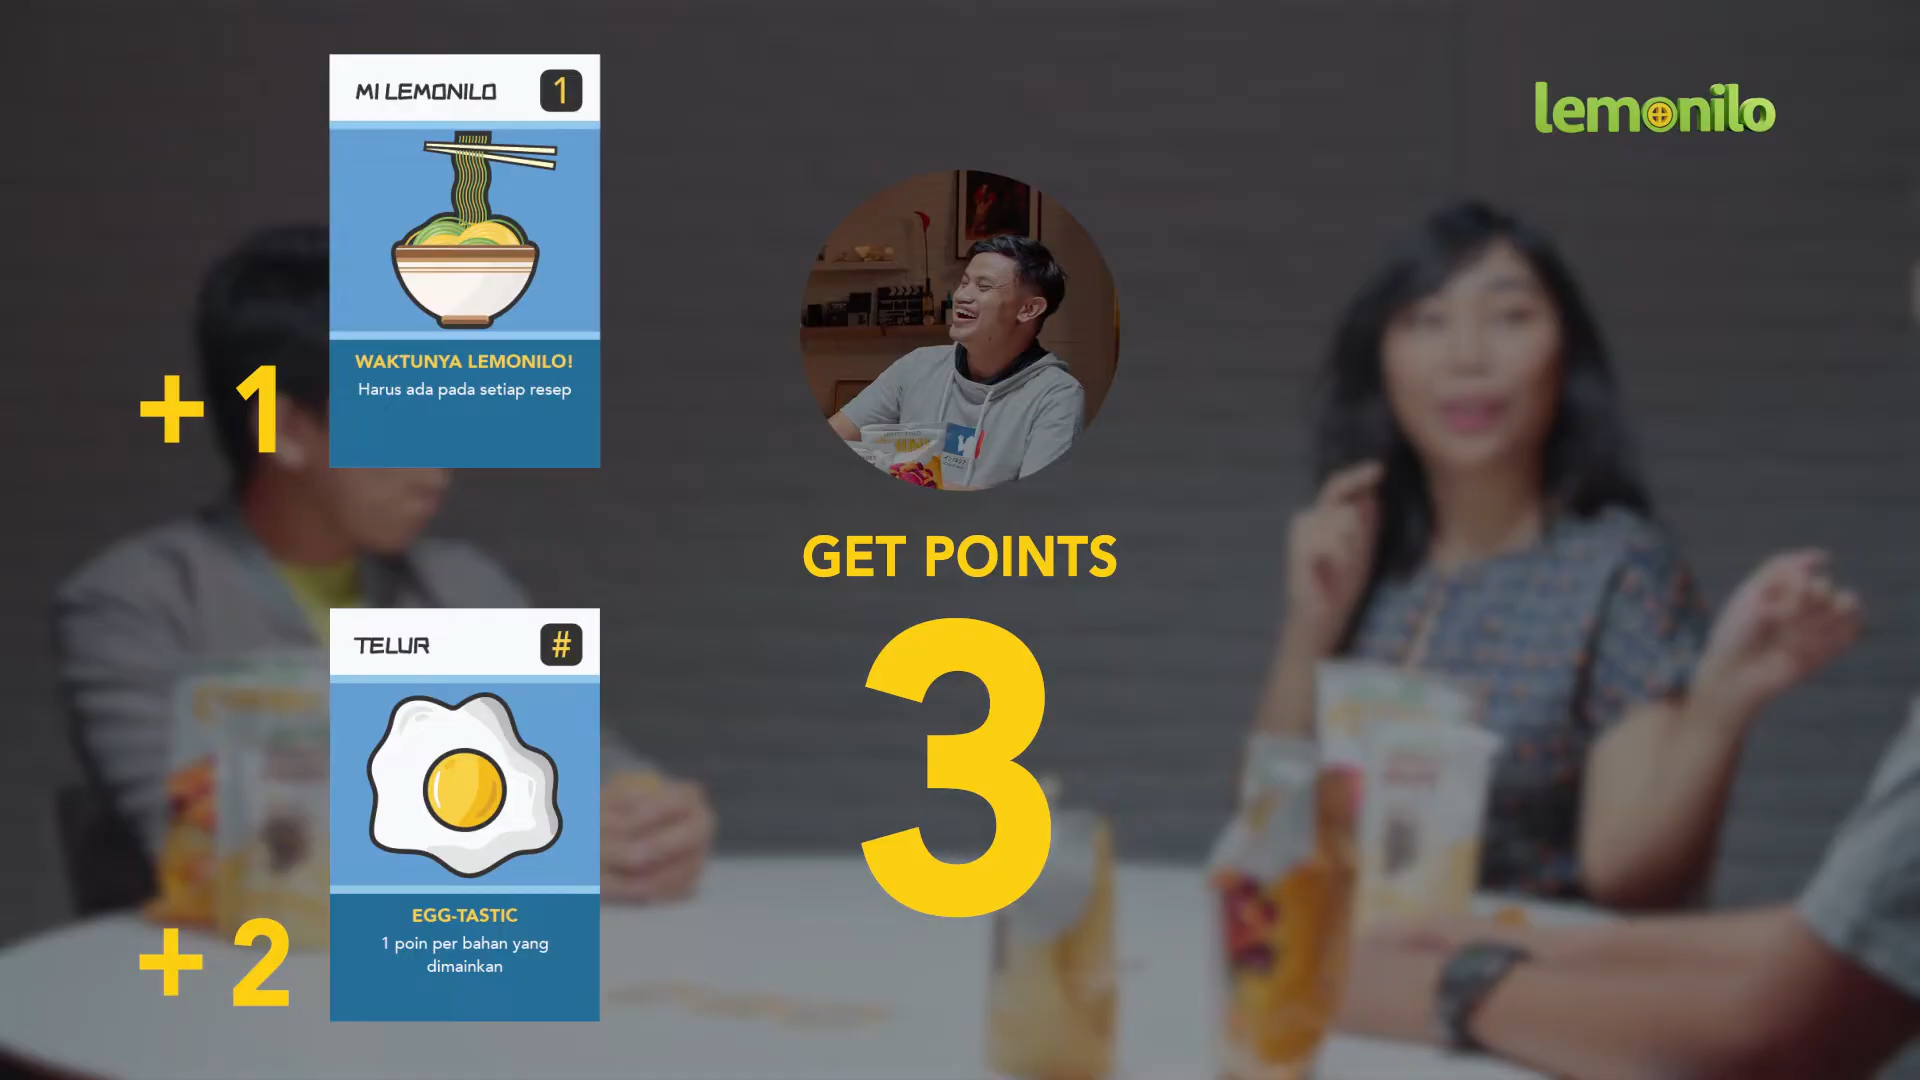 MI LEMONILO
1
WAKTUNYA LEMONILO!
Harus ada pada setiap resep
+ 1
TELUR
#
EGG-TASTIC
1 poin per bahan yang
dimainkan
+ 2
GET POINTS
3
lemonilo